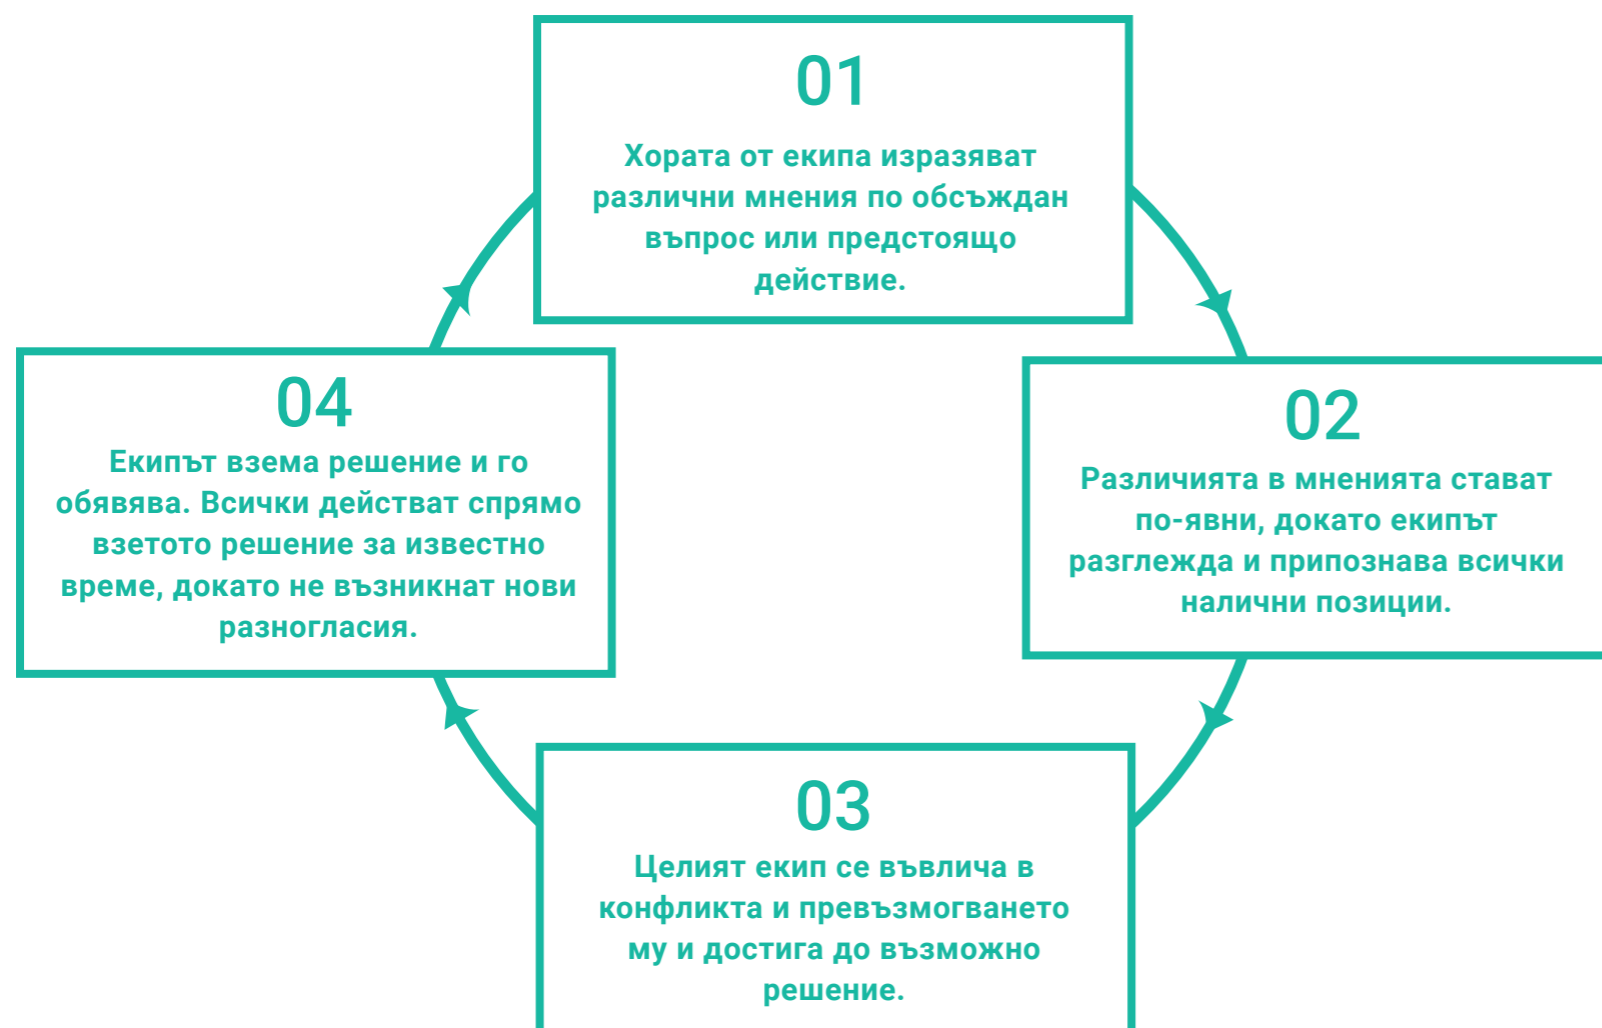 01
Хората от екипа изразяват
различни мнения по обсъждан
въпрос или предстоящо
действие.
02
Различията в мненията стават
по-явни, докато екипът
разглежда и припознава всички
налични позиции.
03
Целият екип се въвлича в
конфликта и превъзмогването
му и достига до възможно
решение.
04
Екипът взема решение и го
обявява. Всички действат спрямо
взетото решение за известно
време, докато не възникнат нови
разногласия.